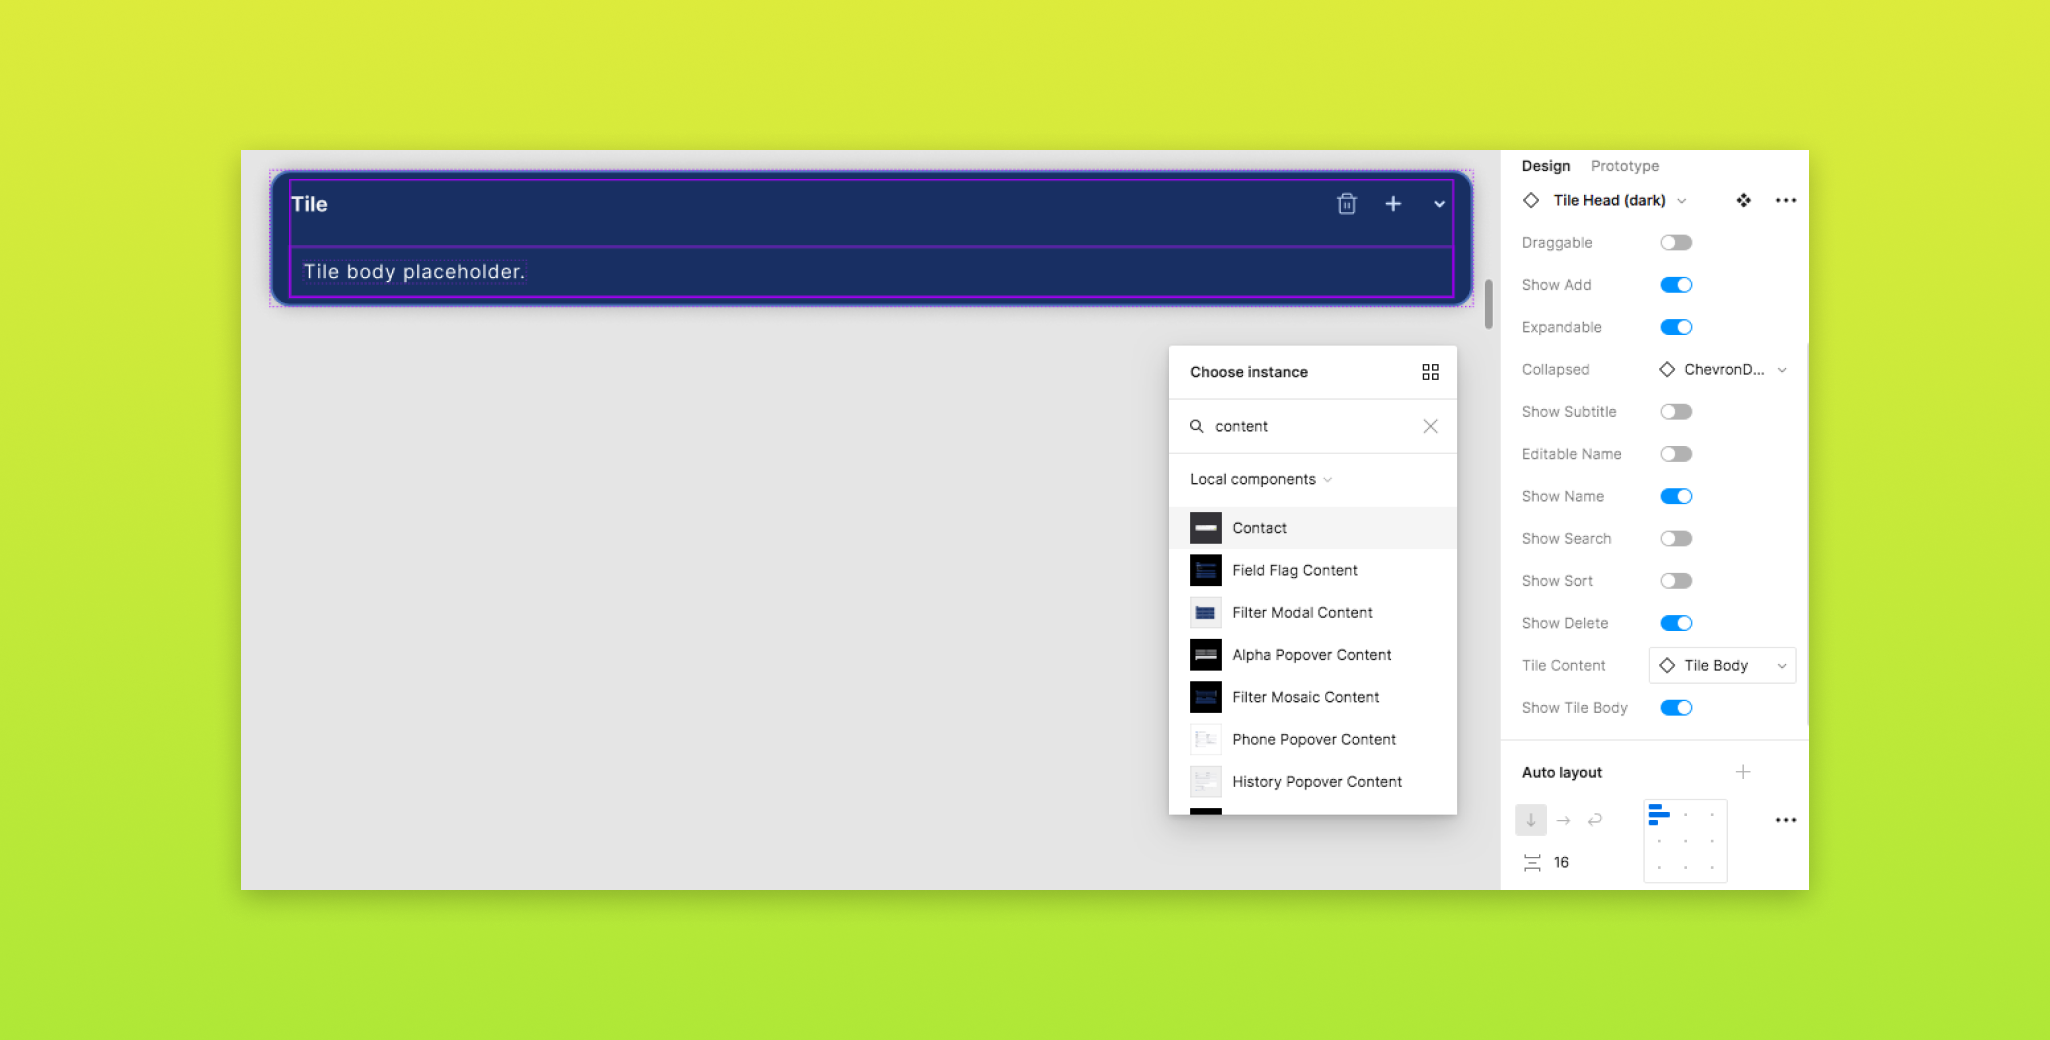 Tile
Tile body placeholder.
Choose instance
content
Local components
Contact
Field Flag Content
Filter Modal Content
Alpha Popover Content
Filter Mosaic Content
Phone Popover Content
History Popover Content
Design Prototype
Tile Head (dark)
Draggable
Show Add
Expandable
Collapsed ChevronD...
Show Subtitle
Editable Name
Show Name
Show Search
Show Sort
Show Delete
Tile Content Tile Body
Show Tile Body
Auto layout
16